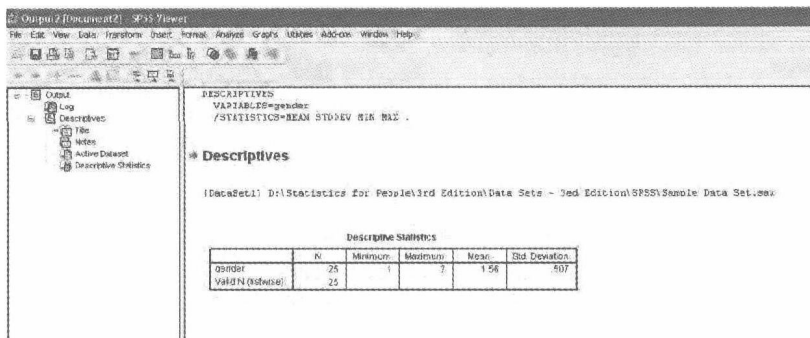 Output2 [Document2] - SPSS Viewer
File Edit View Data Transform Insert Format Analyze Graphs Utilities Add-ons Window Help
Output
Log
Descriptives
Title
Notes
Active Dataset
Descriptive Statistics
DESCRIPTIVES
VARIABLES=gender
/STATISTICS=MEAN STDDEV MIN MAX .
Descriptives
[DataSet1] D:\Statistics for People\3rd Edition\Data Sets - 3ed Edition\SPSS\Sample Data Set.sav
Descriptive Statistics
N Minimum Maximum Mean Std. Deviation
gender 25 1 2 1.56 .507
Valid N (listwise) 25